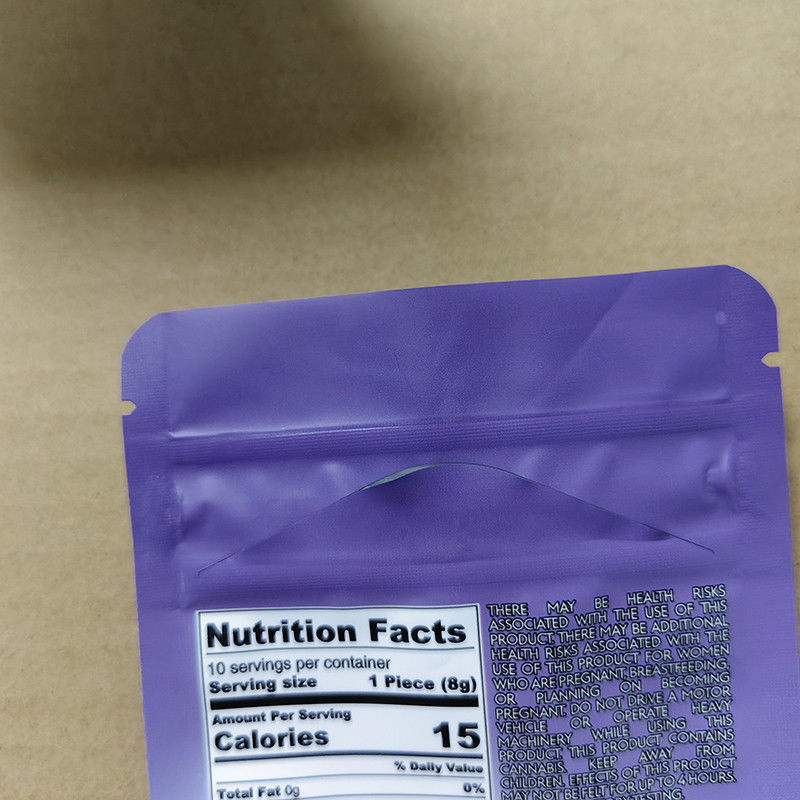 Nutrition Facts
10 servings per container
Serving size 1 Piece (8g)
Amount Per Serving
Calories 15
% Daily Value
Total Fat 0g 0%
THERE MAY BE HEALTH RISKS
ASSOCIATED WITH THE USE OF THIS
PRODUCT. THERE MAY BE ADDITIONAL
HEALTH RISKS ASSOCIATED WITH THE
USE OF THIS PRODUCT FOR WOMEN
WHO ARE PREGNANT, BREASTFEEDING,
OR PLANNING ON BECOMING
PREGNANT. DO NOT DRIVE A MOTOR
VEHICLE OR OPERATE HEAVY
MACHINERY WHILE USING THIS
PRODUCT. THIS PRODUCT CONTAINS
CANNABIS. KEEP AWAY FROM
CHILDREN. EFFECTS OF THIS PRODUCT
MAY NOT BE FELT FOR UP TO 4 HOURS.
TESTING.